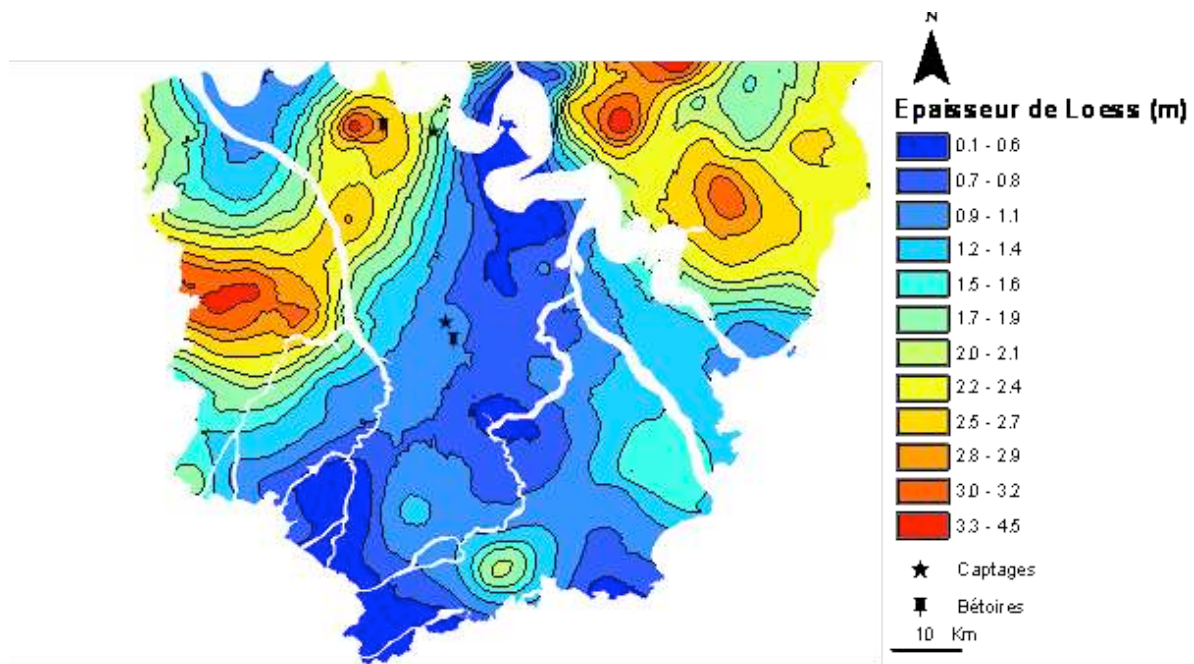 N
Epaisseur de Loess (m)
0.1 - 0.6
0.7 - 0.8
0.9 - 1.1
1.2 - 1.4
1.5 - 1.6
1.7 - 1.9
2.0 - 2.1
2.2 - 2.4
2.5 - 2.7
2.8 - 2.9
3.0 - 3.2
3.3 - 4.5
Captages
Bétoires
10 Km